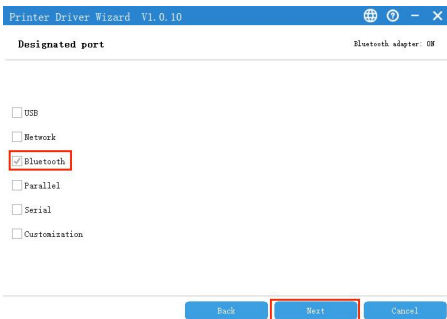 Printer Driver Wizard V1.0.10
Designated port
Bluetooth adapter: ON
USB
Network
Bluetooth
Parallel
Serial
Customization
Back Next Cancel